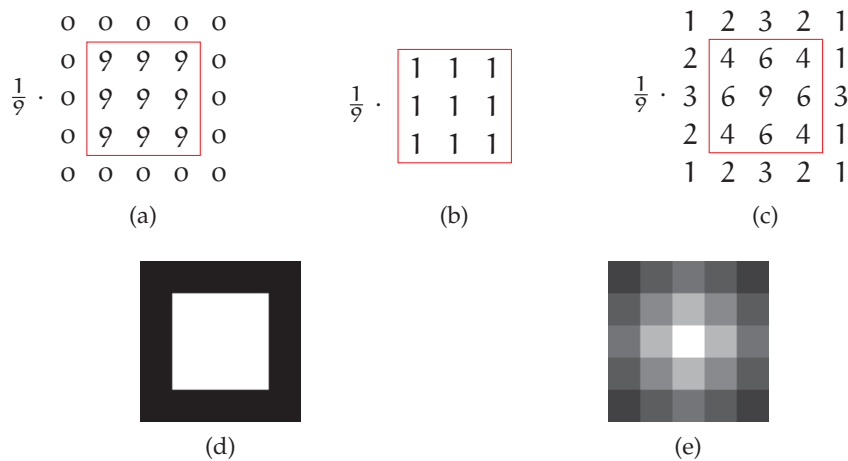 0 0 0 0 0
0 9 9 9 0
1/9 · 0 9 9 9 0
0 9 9 9 0
0 0 0 0 0
(a)
1 1 1
1/9 · 1 1 1
1 1 1
(b)
1 2 3 2 1
2 4 6 4 1
1/9 · 3 6 9 6 3
2 4 6 4 1
1 2 3 2 1
(c)
(d)
(e)